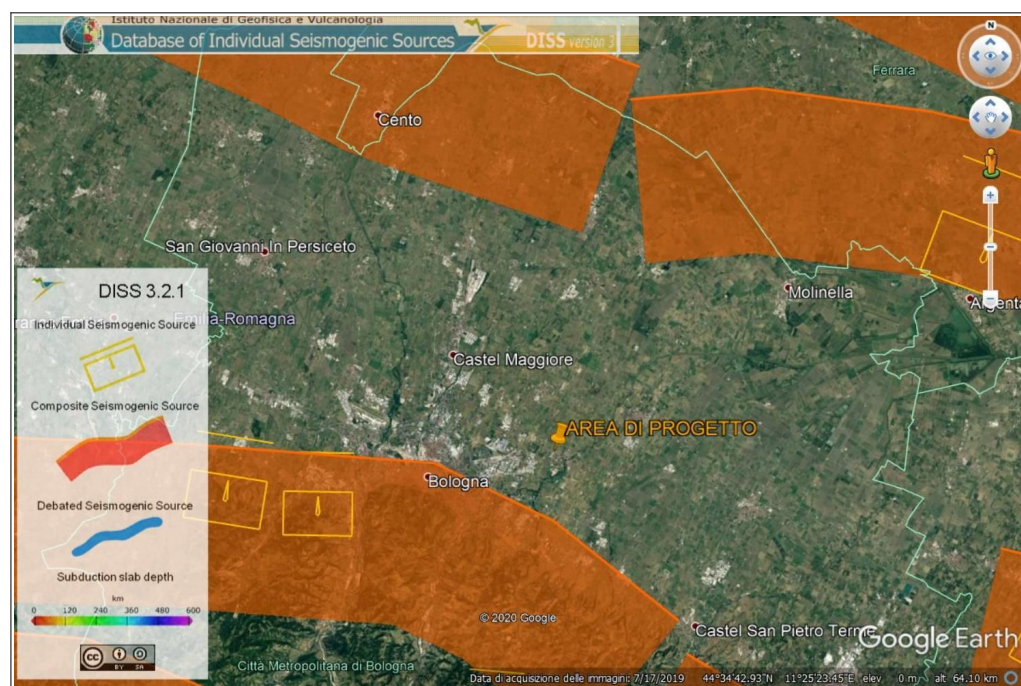 Istituto Nazionale di Geofisica e Vulcanologia
Database of Individual Seismogenic Sources
DISS version 3
N
Ferrara
Cento
San Giovanni In Persiceto
Molinella
Argenta
Emilia-Romagna
Castel Maggiore
AREA DI PROGETTO
Bologna
Castel San Pietro Terme
Città Metropolitana di Bologna
DISS 3.2.1
Individual Seismogenic Source
Composite Seismogenic Source
Debated Seismogenic Source
Subduction slab depth
km
0 120 240 360 480 600
cc BY SA
© 2020 Google
Google Earth
Data di acquisizione delle immagini: 7/17/2019 44°34'42.93"N 11°25'23.45"E elev 0 m alt 64.10 km